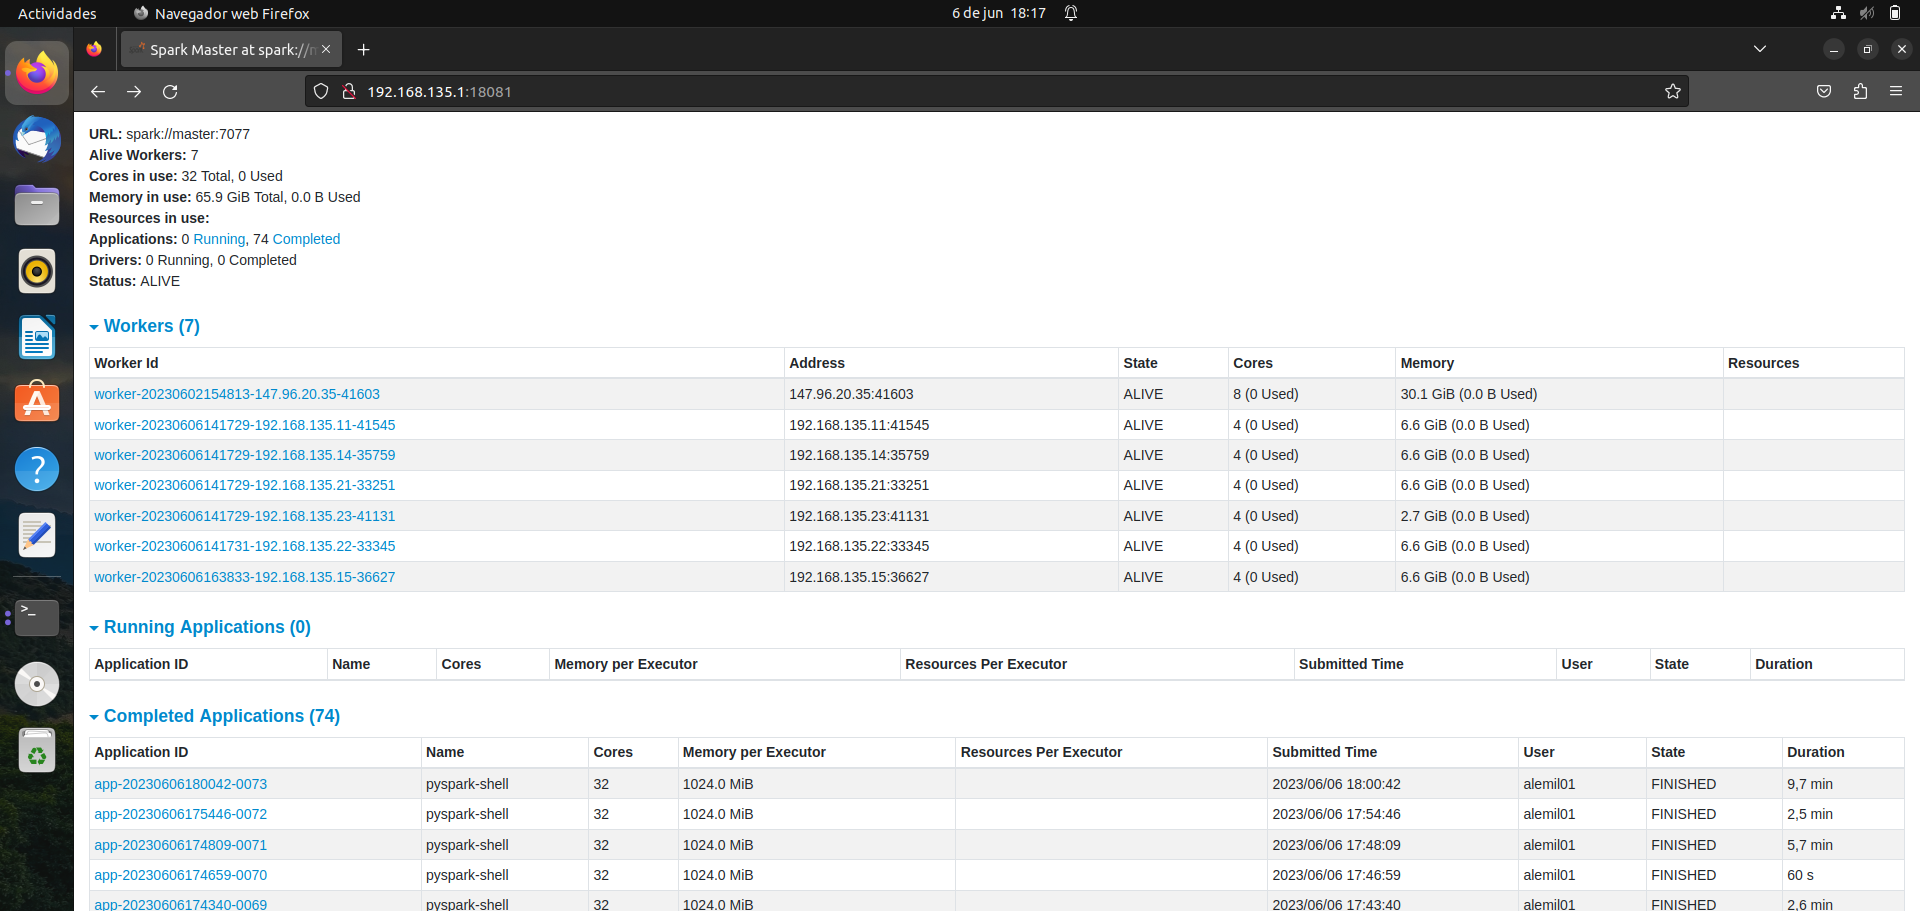 Actividades Navegador web Firefox 6 de jun 18:17
Spark Master at spark://m
192.168.135.1:18081
URL: spark://master:7077
Alive Workers: 7
Cores in use: 32 Total, 0 Used
Memory in use: 65.9 GiB Total, 0.0 B Used
Resources in use:
Applications: 0 Running, 74 Completed
Drivers: 0 Running, 0 Completed
Status: ALIVE
Workers (7)
Worker Id Address State Cores Memory Resources
worker-20230602154813-147.96.20.35-41603 147.96.20.35:41603 ALIVE 8 (0 Used) 30.1 GiB (0.0 B Used)
worker-20230606141729-192.168.135.11-41545 192.168.135.11:41545 ALIVE 4 (0 Used) 6.6 GiB (0.0 B Used)
worker-20230606141729-192.168.135.14-35759 192.168.135.14:35759 ALIVE 4 (0 Used) 6.6 GiB (0.0 B Used)
worker-20230606141729-192.168.135.21-33251 192.168.135.21:33251 ALIVE 4 (0 Used) 6.6 GiB (0.0 B Used)
worker-20230606141729-192.168.135.23-41131 192.168.135.23:41131 ALIVE 4 (0 Used) 2.7 GiB (0.0 B Used)
worker-20230606141731-192.168.135.22-33345 192.168.135.22:33345 ALIVE 4 (0 Used) 6.6 GiB (0.0 B Used)
worker-20230606163833-192.168.135.15-36627 192.168.135.15:36627 ALIVE 4 (0 Used) 6.6 GiB (0.0 B Used)
Running Applications (0)
Application ID Name Cores Memory per Executor Resources Per Executor Submitted Time User State Duration
Completed Applications (74)
Application ID Name Cores Memory per Executor Resources Per Executor Submitted Time User State Duration
app-20230606180042-0073 pyspark-shell 32 1024.0 MiB 2023/06/06 18:00:42 alemil01 FINISHED 9,7 min
app-20230606175446-0072 pyspark-shell 32 1024.0 MiB 2023/06/06 17:54:46 alemil01 FINISHED 2,5 min
app-20230606174809-0071 pyspark-shell 32 1024.0 MiB 2023/06/06 17:48:09 alemil01 FINISHED 5,7 min
app-20230606174659-0070 pyspark-shell 32 1024.0 MiB 2023/06/06 17:46:59 alemil01 FINISHED 60 s
app-20230606174340-0069 pyspark-shell 32 1024.0 MiB 2023/06/06 17:43:40 alemil01 FINISHED 2,6 min